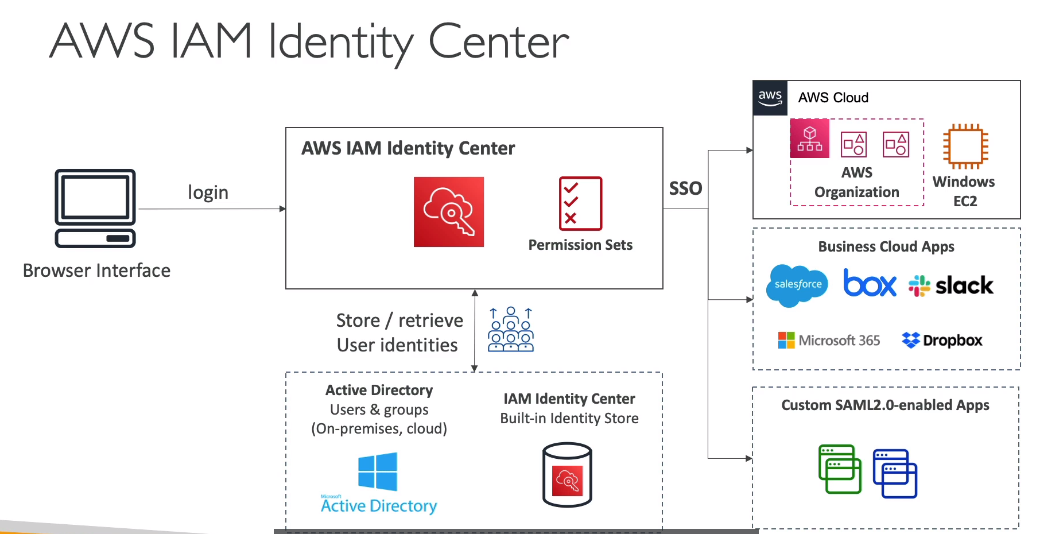 AWS IAM Identity Center
aws
AWS Cloud
AWS IAM Identity Center
AWS
Organization
Windows
EC2
login
SSO
Permission Sets
Browser Interface
Business Cloud Apps
salesforce
box
slack
Microsoft 365
Dropbox
Store / retrieve
User identities
Active Directory
Users & groups
(On-premises, cloud)
Microsoft
Active Directory
IAM Identity Center
Built-in Identity Store
Custom SAML2.0-enabled Apps